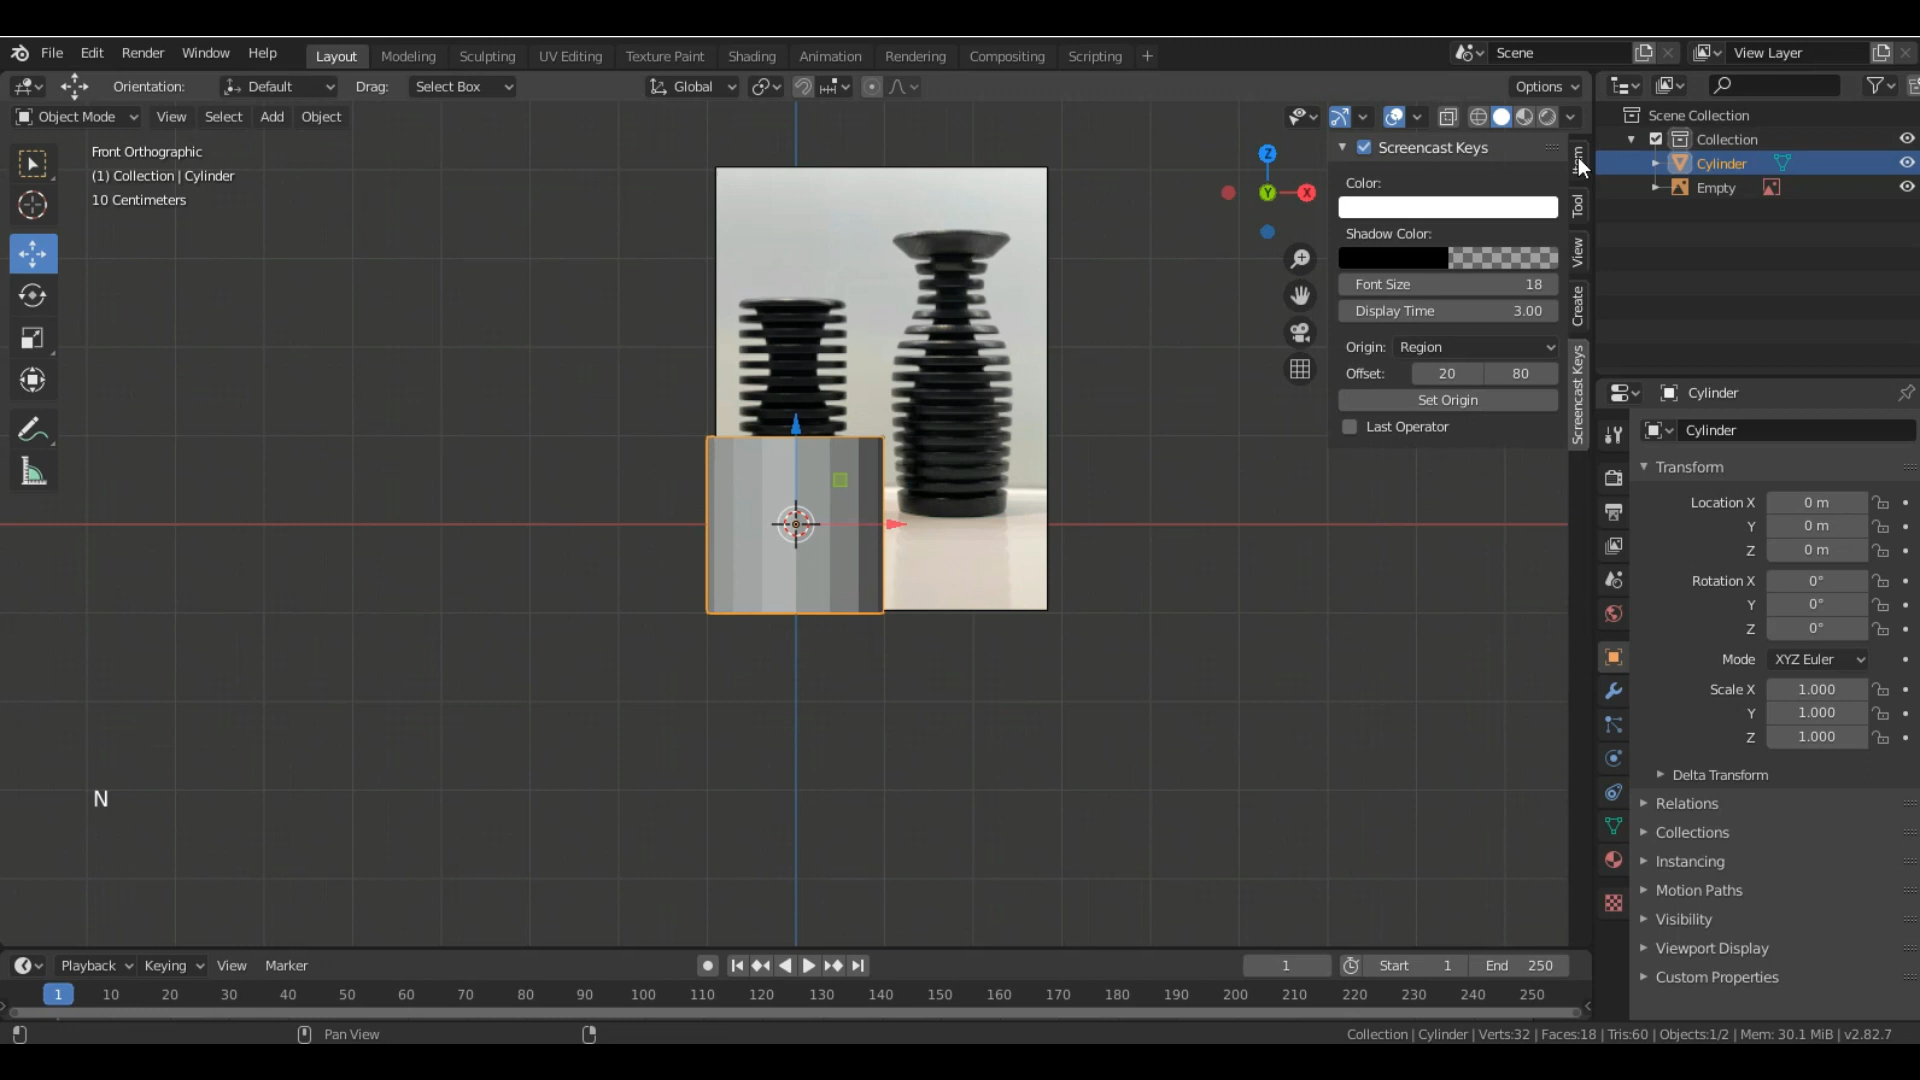 File Edit Render Window Help Layout Modeling Sculpting UV Editing Texture Paint Shading Animation Rendering Compositing Scripting + Scene View Layer
Orientation: Default Drag: Select Box Global Options
Object Mode View Select Add Object
Front Orthographic
(1) Collection | Cylinder
10 Centimeters
Z
Y
X
Screencast Keys
Color:
Shadow Color:
Font Size 18
Display Time 3.00
Origin: Region
Offset: 20 80
Set Origin
Last Operator
Tool
View
Create
Screencast Keys
Scene Collection
Collection
Cylinder
Empty
Cylinder
Cylinder
Transform
Location X 0 m
Y 0 m
Z 0 m
Rotation X 0°
Y 0°
Z 0°
Mode XYZ Euler
Scale X 1.000
Y 1.000
Z 1.000
Delta Transform
Relations
Collections
Instancing
Motion Paths
Visibility
Viewport Display
Custom Properties
N
Playback Keying View Marker 1 Start 1 End 250
1 10 20 30 40 50 60 70 80 90 100 110 120 130 140 150 160 170 180 190 200 210 220 230 240 250
Pan View
Collection | Cylinder | Verts:32 | Faces:18 | Tris:60 | Objects:1/2 | Mem: 30.1 MiB | v2.82.7